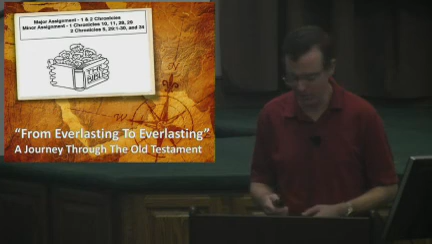 Major Assignment - 1 & 2 Chronicles
Minor Assignment - 1 Chronicles 10, 11, 28, 29
2 Chronicles 5, 29:1-30, and 34
THE
BIBLE
“From Everlasting To Everlasting”
A Journey Through The Old Testament